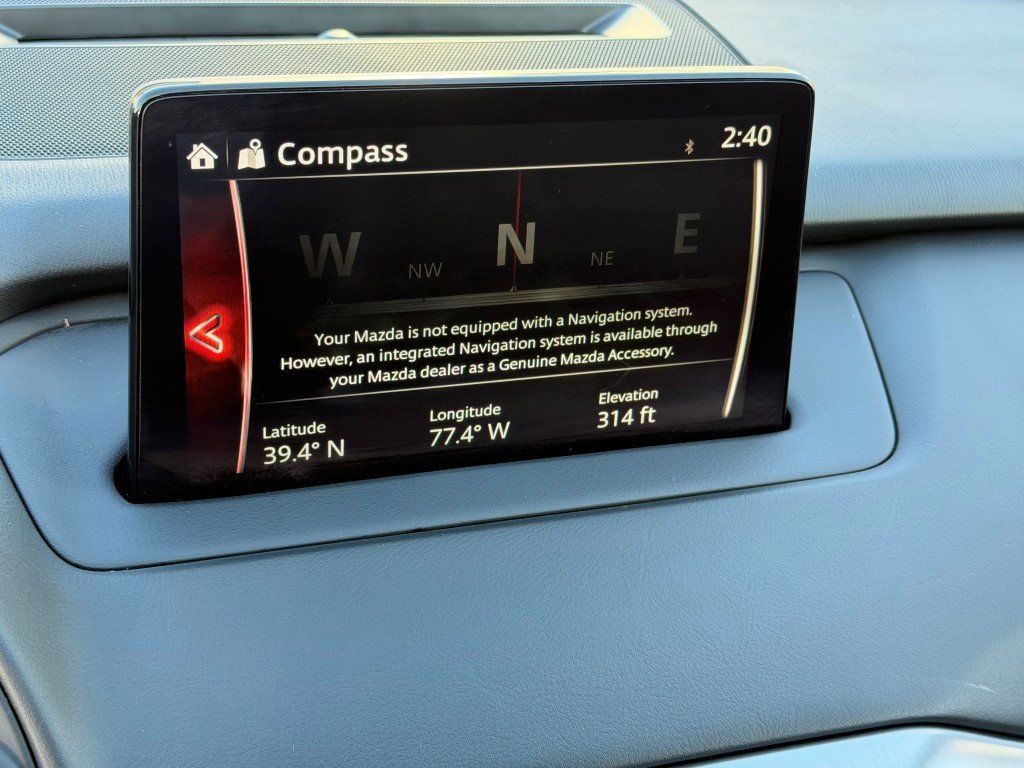 Compass
2:40
W NW N NE E
Your Mazda is not equipped with a Navigation system.
However, an integrated Navigation system is available through
your Mazda dealer as a Genuine Mazda Accessory.
Latitude Longitude Elevation
39.4° N 77.4° W 314 ft